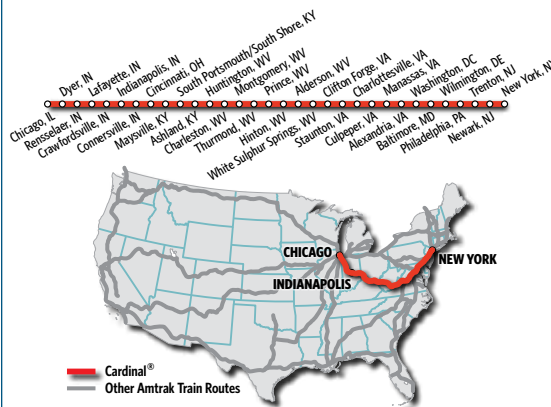 Chicago, IL
Dyer, IN
Rensselaer, IN
Lafayette, IN
Crawfordsville, IN
Indianapolis, IN
Connersville, IN
Cincinnati, OH
Maysville, KY
South Portsmouth/South Shore, KY
Ashland, KY
Huntington, WV
Charleston, WV
Montgomery, WV
Thurmond, WV
Prince, WV
Hinton, WV
Alderson, WV
White Sulphur Springs, WV
Clifton Forge, VA
Staunton, VA
Charlottesville, VA
Culpeper, VA
Manassas, VA
Alexandria, VA
Washington, DC
Baltimore, MD
Wilmington, DE
Philadelphia, PA
Trenton, NJ
Newark, NJ
New York, N
CHICAGO
NEW YORK
INDIANAPOLIS
Cardinal®
Other Amtrak Train Routes